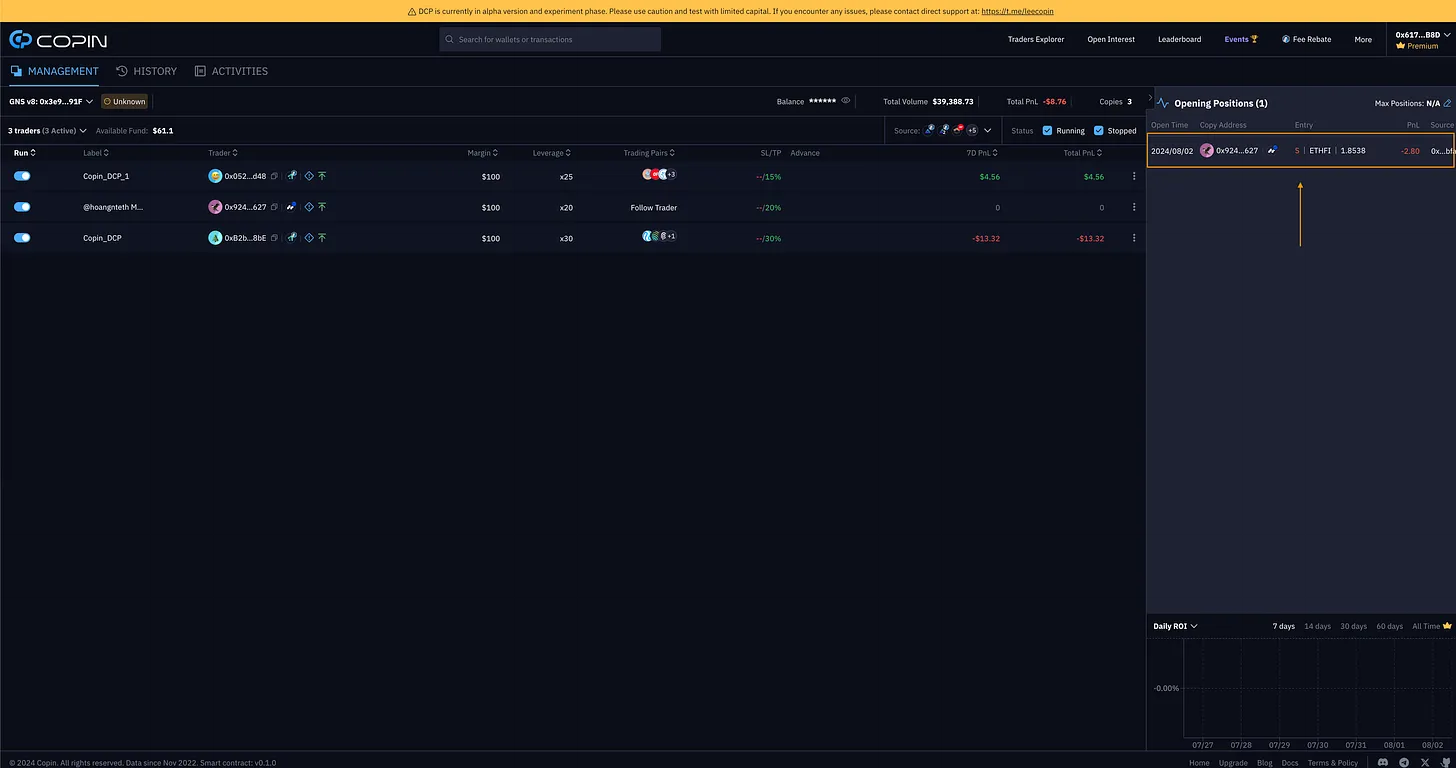 DCP is currently in alpha version and experiment phase. Please use caution and test with limited capital. If you encounter any issues, please contact direct support at: https://t.me/leecopin
COPIN
Search for wallets or transactions
Traders Explorer
Open Interest
Leaderboard
Events
Fee Rebate
More
0x617...B8D
Premium
MANAGEMENT
HISTORY
ACTIVITIES
GNS v8: 0x3e9...91F
Unknown
Balance ******
Total Volume $39,388.73
Total PnL -$8.76
Copies 3
3 traders (3 Active)
Available Fund: $61.1
Source: +5
Status Running Stopped
Run Label Trader Margin Leverage Trading Pairs SL/TP Advance 7D PnL Total PnL
Copin_DCP_1 0x052...d48 $100 x25 +3 --/15% $4.56 $4.56
@hoangnteth M... 0x924...627 $100 x20 Follow Trader --/20% 0 0
Copin_DCP 0xB2b...8bE $100 x30 +1 --/30% -$13.32 -$13.32
Opening Positions (1)
Max Positions: N/A
Open Time Copy Address Entry PnL Source
2024/08/02 0x924...627 S | ETHFI | 1.8538 -2.80 0x...bfa
Daily ROI
7 days 14 days 30 days 60 days All Time
-0.00%
07/27 07/28 07/29 07/30 07/31 08/01 08/02
© 2024 Copin. All rights reserved. Data since Nov 2022. Smart contract: v0.1.0
Home Upgrade Blog Docs Terms & Policy